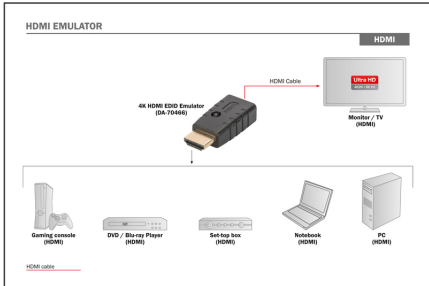 HDMI EMULATOR
HDMI
HDMI Cable
Ultra HD
4K HDMI EDID Emulator
(DA-70466)
Monitor / TV
(HDMI)
Gaming console
(HDMI)
DVD / Blu-ray Player
(HDMI)
Set-top box
(HDMI)
Notebook
(HDMI)
PC
(HDMI)
HDMI cable